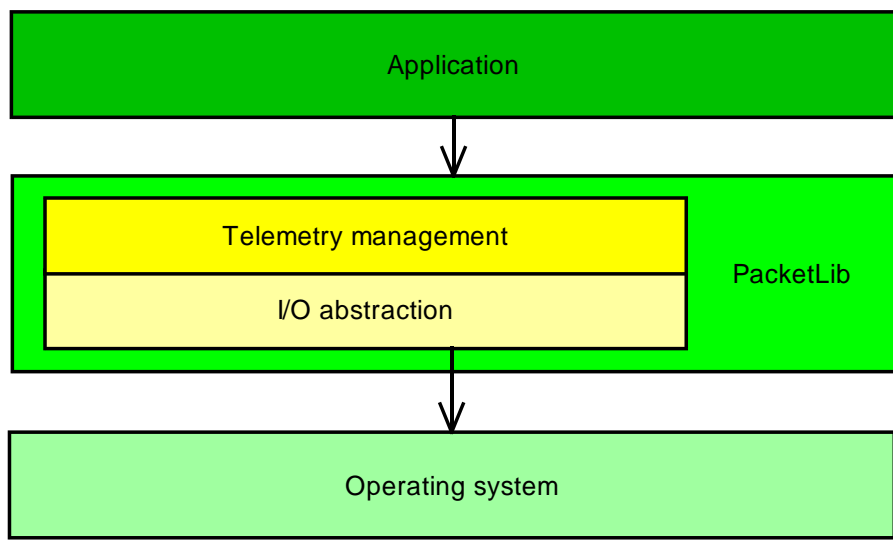 Application
Telemetry management
PacketLib
I/O abstraction
Operating system